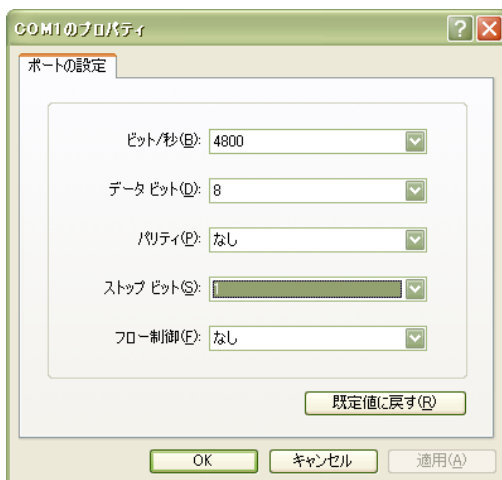 COM1のプロパティ
ポートの設定
ビット/秒(B): 4800
データ ビット(D): 8
パリティ(P): なし
ストップ ビット(S): 1
フロー制御(F): なし
既定値に戻す(R)
OK キャンセル 適用(A)